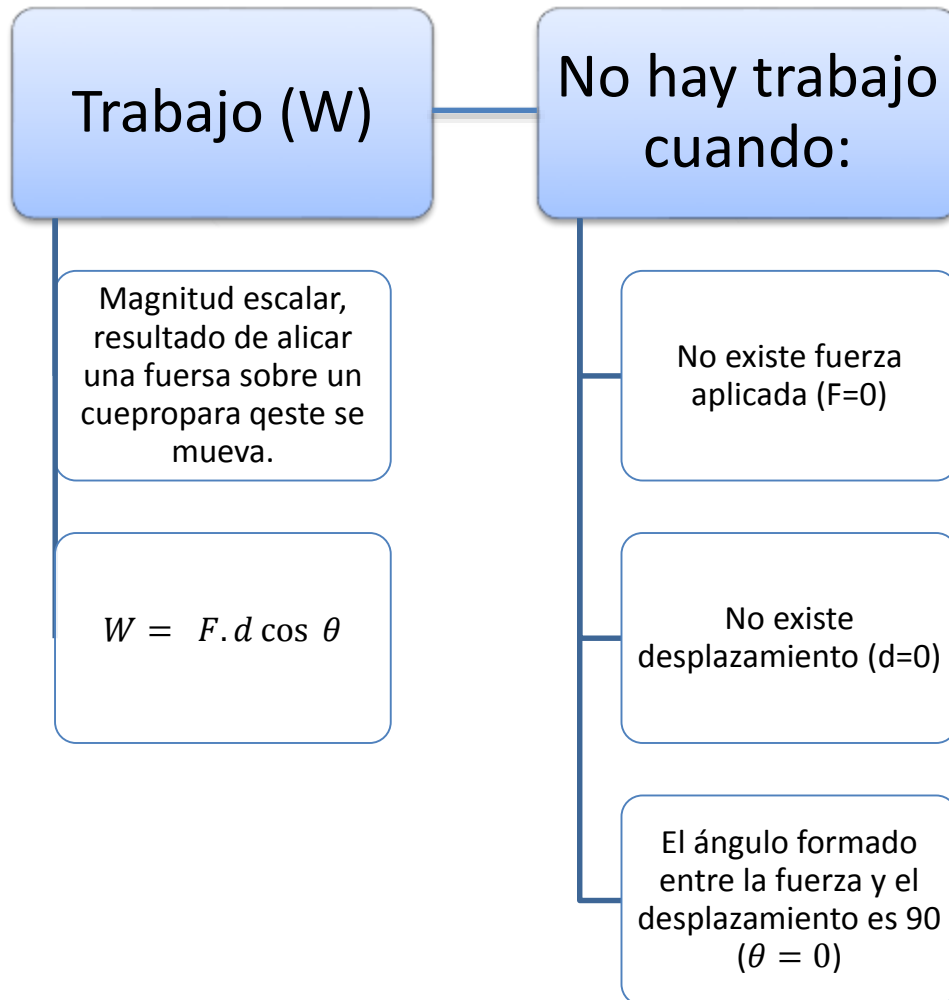 Trabajo (W)
Magnitud escalar,
resultado de alicar
una fuersa sobre un
cuepropara qeste se
mueva.
W = F. d cos θ
No hay trabajo
cuando:
No existe fuerza
aplicada (F=0)
No existe
desplazamiento (d=0)
El ángulo formado
entre la fuerza y el
desplazamiento es 90
(θ = 0)